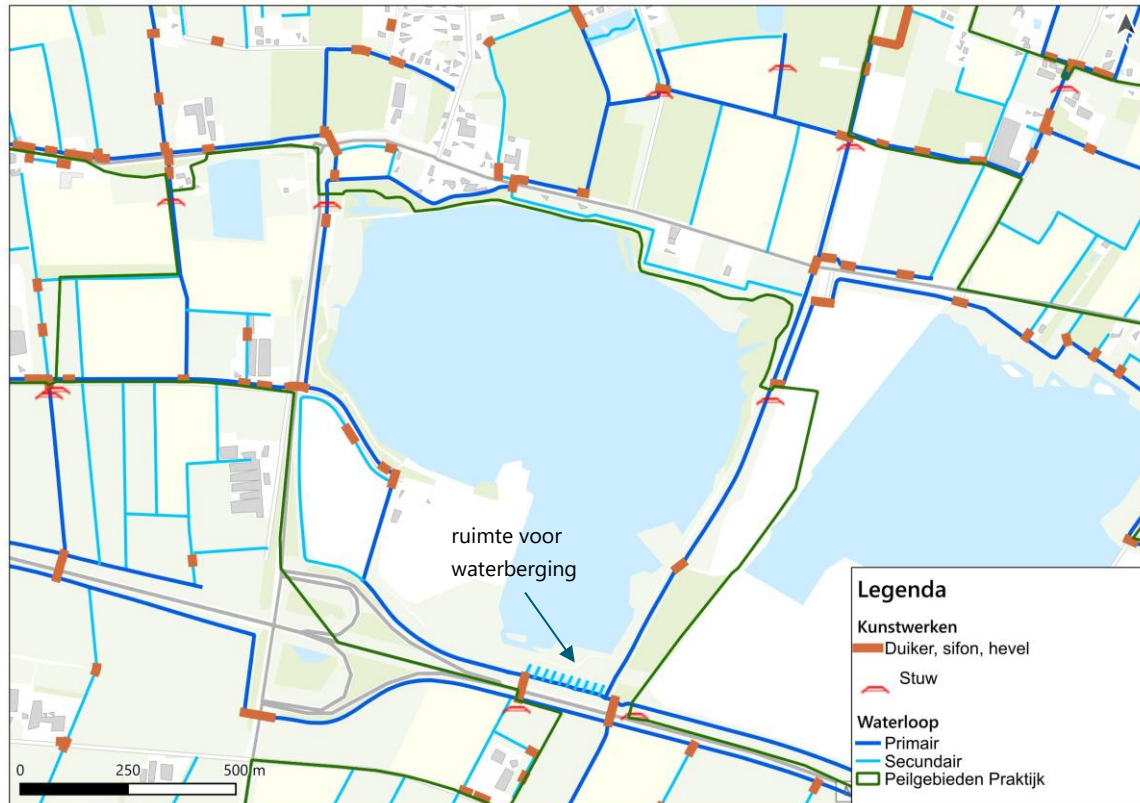 ruimte voor
waterberging
Legenda
Kunstwerken
Duiker, sifon, hevel
Stuw
Waterloop
Primair
Secundair
Peilgebieden Praktijk
0 250 500 m